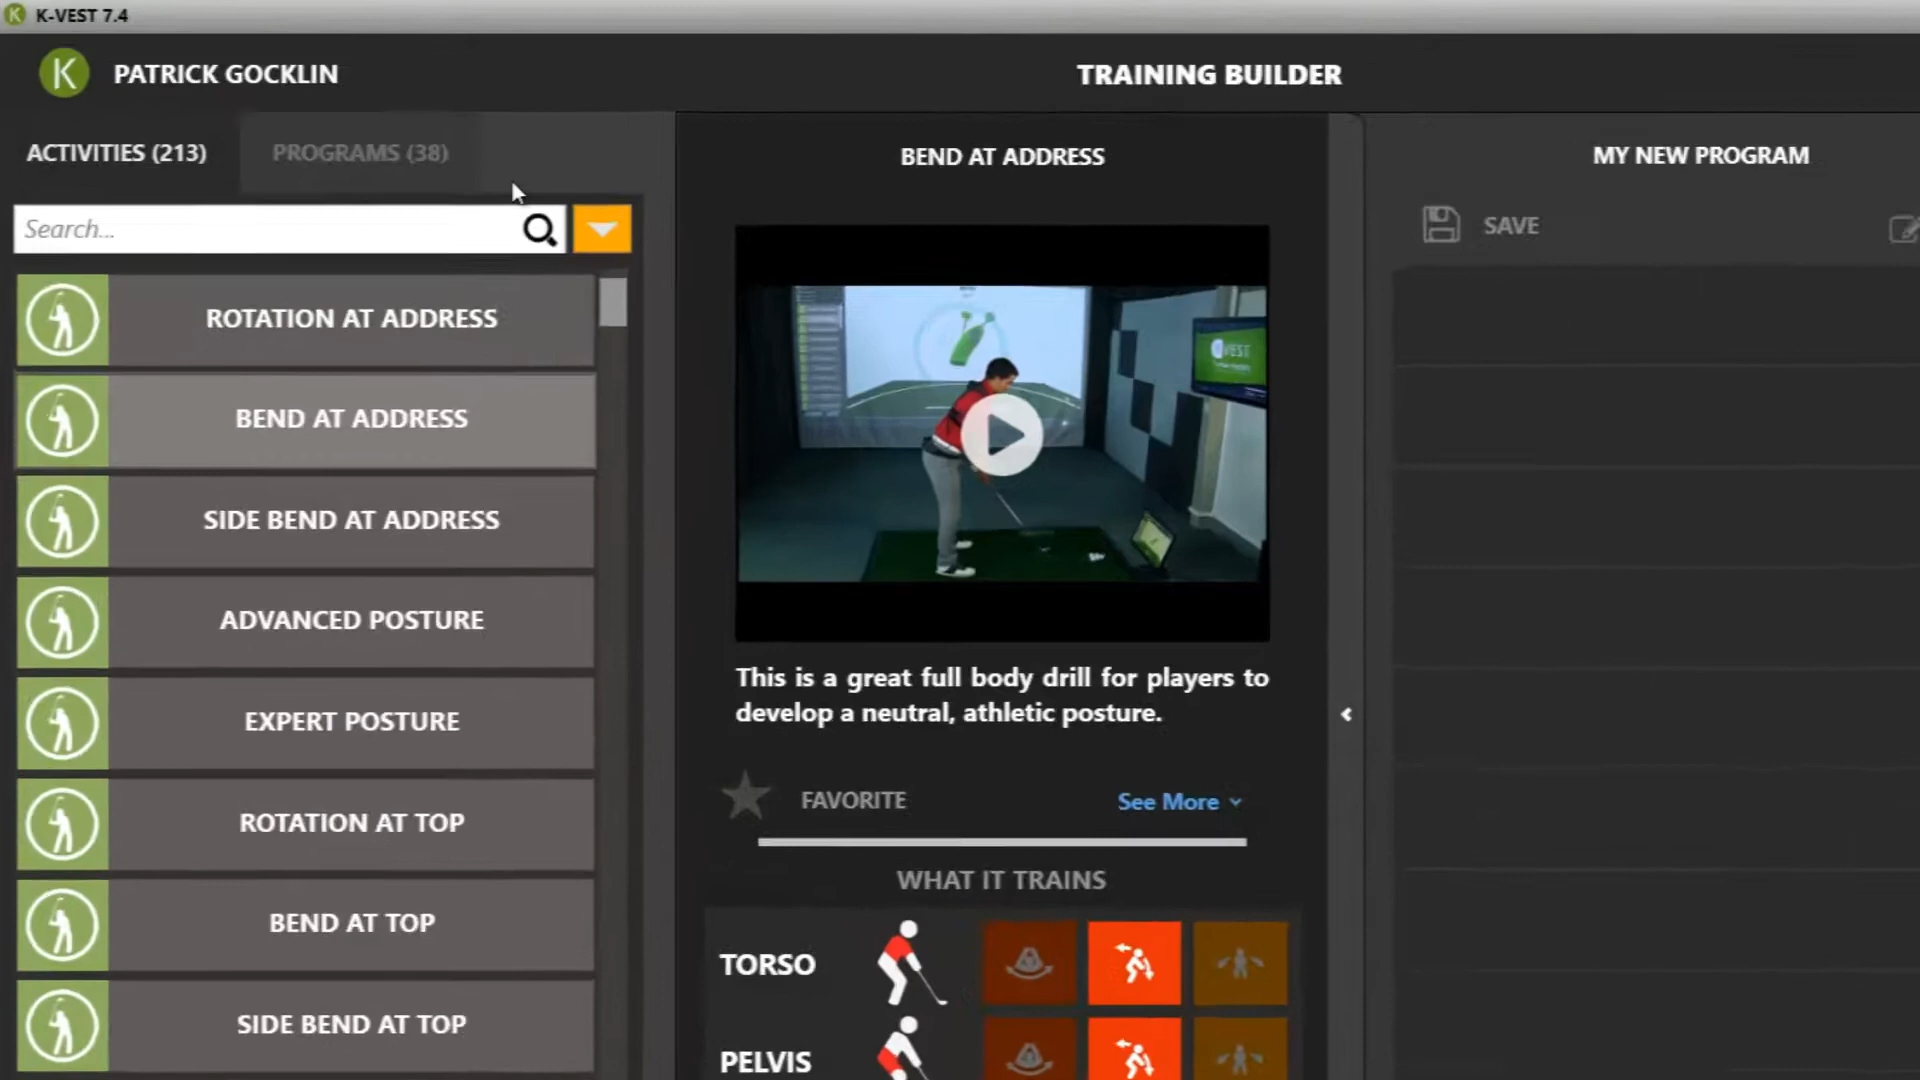 K-VEST 7.4
K PATRICK GOCKLIN
TRAINING BUILDER
ACTIVITIES (213)
PROGRAMS (38)
Search...
ROTATION AT ADDRESS
BEND AT ADDRESS
SIDE BEND AT ADDRESS
ADVANCED POSTURE
EXPERT POSTURE
ROTATION AT TOP
BEND AT TOP
SIDE BEND AT TOP
BEND AT ADDRESS
VEST
This is a great full body drill for players to
develop a neutral, athletic posture.
FAVORITE
See More
WHAT IT TRAINS
TORSO
PELVIS
MY NEW PROGRAM
SAVE